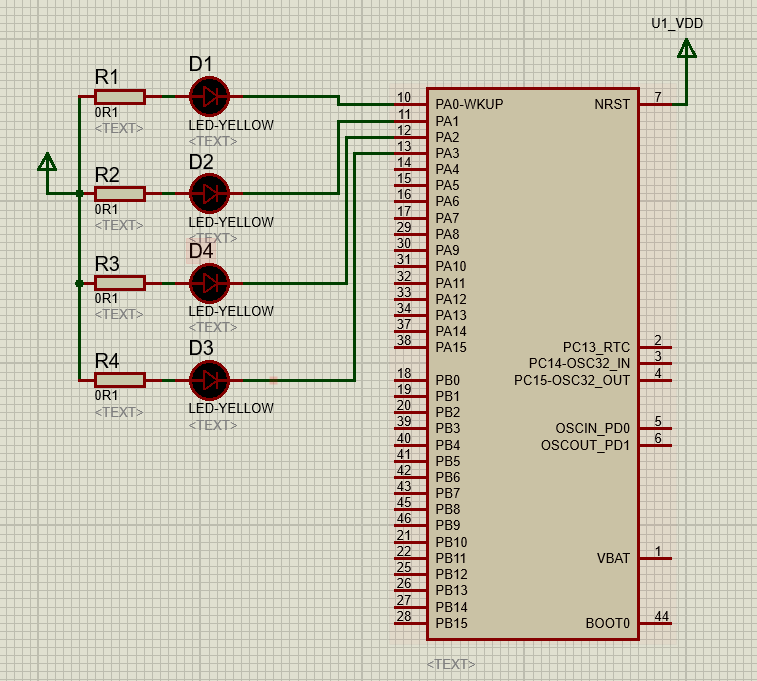 U1_VDD
R1
0R1
<TEXT>
D1
LED-YELLOW
<TEXT>
R2
0R1
<TEXT>
D2
LED-YELLOW
<TEXT>
R3
0R1
<TEXT>
D4
LED-YELLOW
<TEXT>
R4
0R1
<TEXT>
D3
LED-YELLOW
<TEXT>
10 PA0-WKUP
11 PA1
12 PA2
13 PA3
14 PA4
15 PA5
16 PA6
17 PA7
29 PA8
30 PA9
31 PA10
32 PA11
33 PA12
34 PA13
37 PA14
38 PA15
18 PB0
19 PB1
20 PB2
39 PB3
40 PB4
41 PB5
42 PB6
43 PB7
45 PB8
46 PB9
21 PB10
22 PB11
25 PB12
26 PB13
27 PB14
28 PB15
NRST 7
PC13_RTC 2
PC14-OSC32_IN 3
PC15-OSC32_OUT 4
OSCIN_PD0 5
OSCOUT_PD1 6
VBAT 1
BOOT0 44
<TEXT>